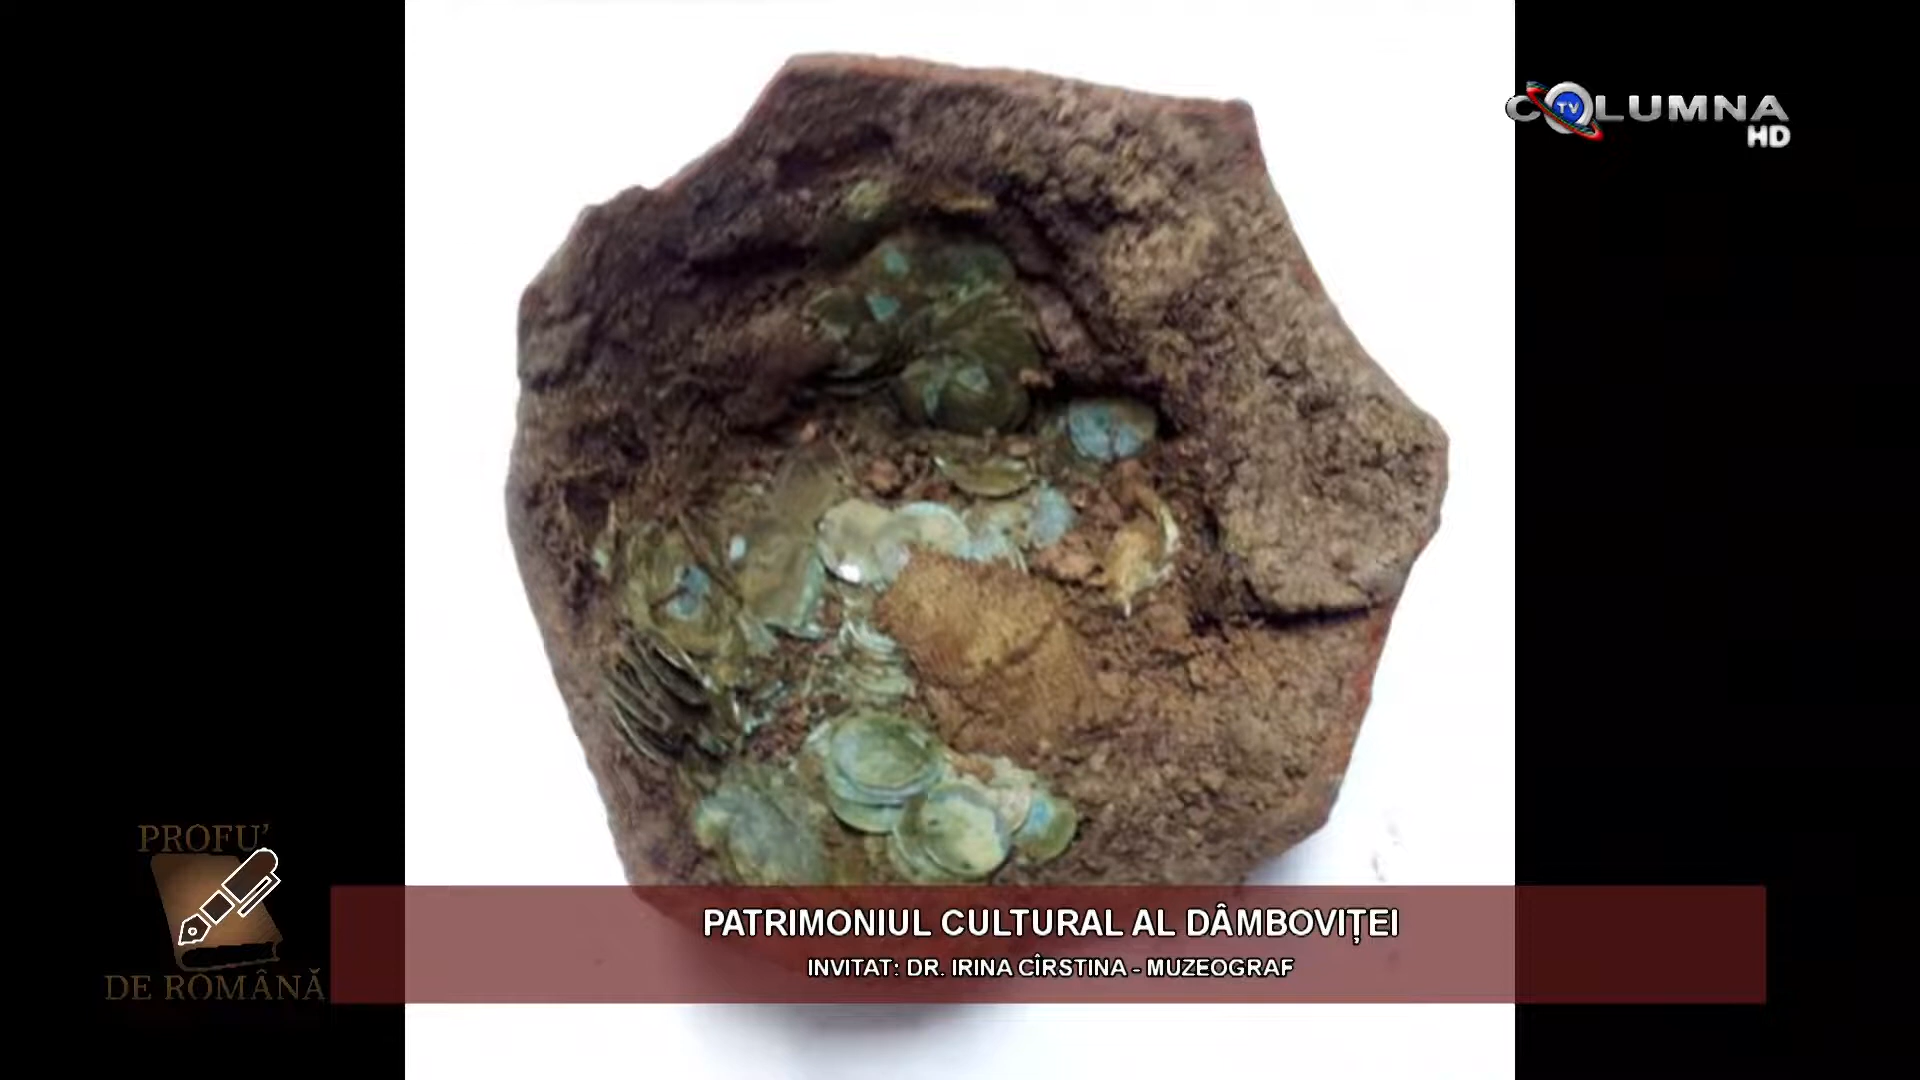 COLUMNA
TV
HD
PROFU'
DE ROMÂNĂ
PATRIMONIUL CULTURAL AL DÂMBOVIȚEI
INVITAT: DR. IRINA CÎRSTINA - MUZEOGRAF